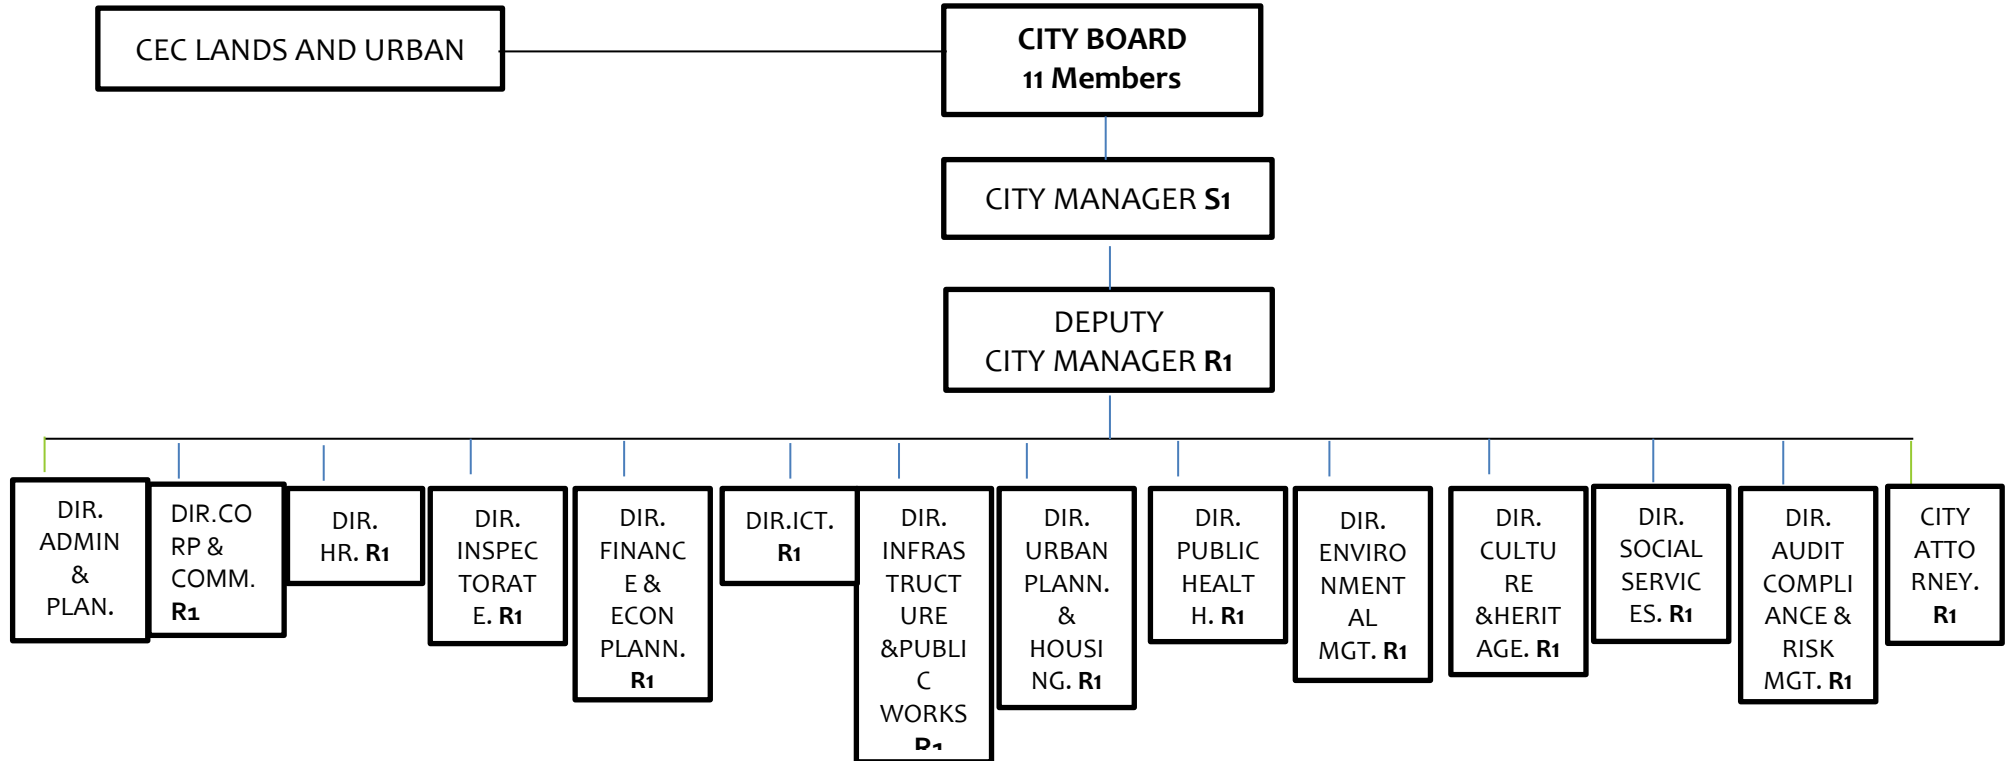 CEC LANDS AND URBAN
CITY BOARD
11 Members
CITY MANAGER S1
DEPUTY
CITY MANAGER R1
DIR.
ADMIN
&
PLAN.
DIR.CO
RP &
COMM.
R1
DIR.
HR. R1
DIR.
INSPEC
TORAT
E. R1
DIR.
FINANC
E &
ECON
PLANN.
R1
DIR.ICT.
R1
DIR.
INFRAS
TRUCT
URE
&PUBLI
C
WORKS
R1
DIR.
URBAN
PLANN.
&
HOUSI
NG. R1
DIR.
PUBLIC
HEALT
H. R1
DIR.
ENVIRO
NMENT
AL
MGT. R1
DIR.
CULTU
RE
&HERIT
AGE. R1
DIR.
SOCIAL
SERVIC
ES. R1
DIR.
AUDIT
COMPLI
ANCE &
RISK
MGT. R1
CITY
ATTO
RNEY.
R1